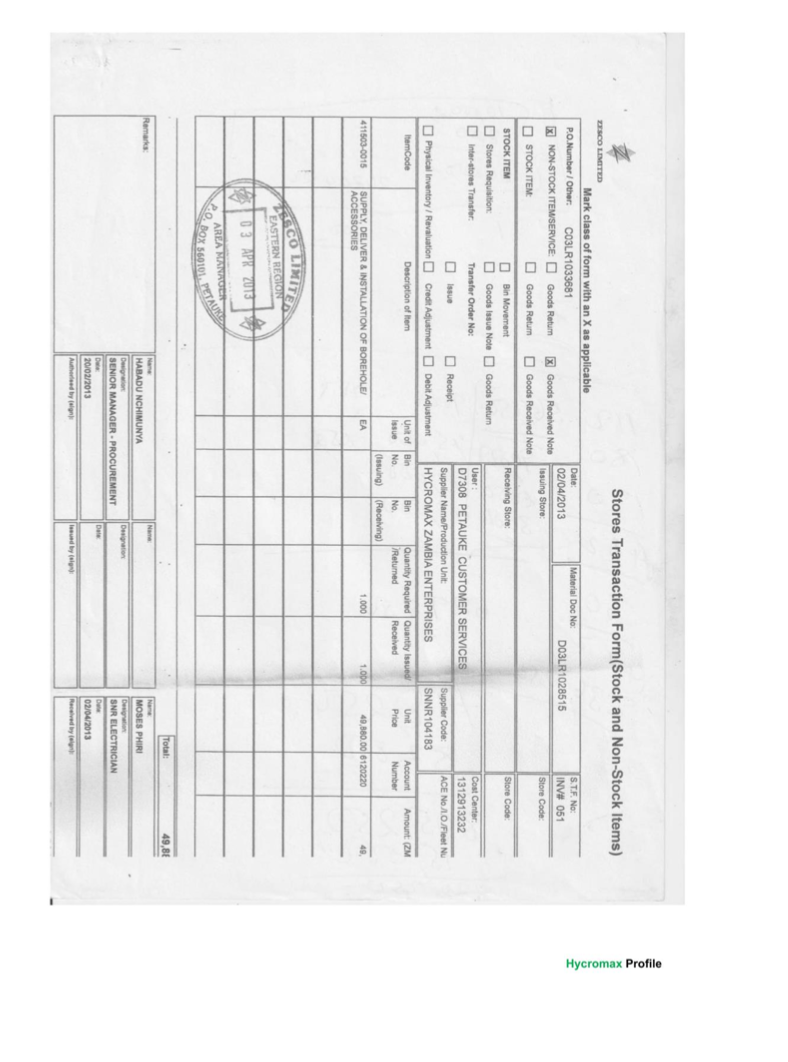 ZESCO LIMITED
Stores Transaction Form(Stock and Non-Stock Items)
Mark class of form with an X as applicable
P.O.Number / Other: C03LR1033681
X NON-STOCK ITEM/SERVICE: Goods Return X Goods Received Note
STOCK ITEM: Goods Return Goods Received Note
STOCK ITEM Bin Movement
Stores Requisition: Goods Issue Note Goods Return
Inter-stores Transfer: Transfer Order No:
Issue Receipt
Physical Inventory / Revaluation Credit Adjustment Debit Adjustment
Date: Material Doc No: S.T.F. No:
02/04/2013 D03LR1028515 INV# 051
Issuing Store: Store Code:
Receiving Store: Store Code:
User: Cost Center:
D7308 PETAUKE CUSTOMER SERVICES 1312913232
Supplier Name/Production Unit: Supplier Code: ACE No./I.O./Fleet Nu
HYCROMAX ZAMBIA ENTERPRISES SNNR104183
ItemCode Description of Item Unit of Issue Bin No. (Issuing) Bin No. (Receiving) Quantity Required /Returned Quantity Issued/ Received Unit Price Account Number Amount: (ZM
411503-0015 SUPPLY, DELIVER & INSTALLATION OF BOREHOLE/ EA 1.000 1.000 49,880.00 6120220 49,
ACCESSORIES
ZESCO LIMITED
EASTERN REGION
03 APR 2013
AREA MANAGER
P.O. BOX 560101, PETAUKE
Total: 49,88
Remarks:
Name: Name: Name:
HABADU NCHIMUNYA MOSES PHIRI
Designation: Designation: Designation:
SENIOR MANAGER - PROCUREMENT SNR ELECTRICIAN
Date: Date: Date:
20/02/2013 02/04/2013
Authorised by (sign): Issued by (sign): Received by (sign):
Hycromax Profile